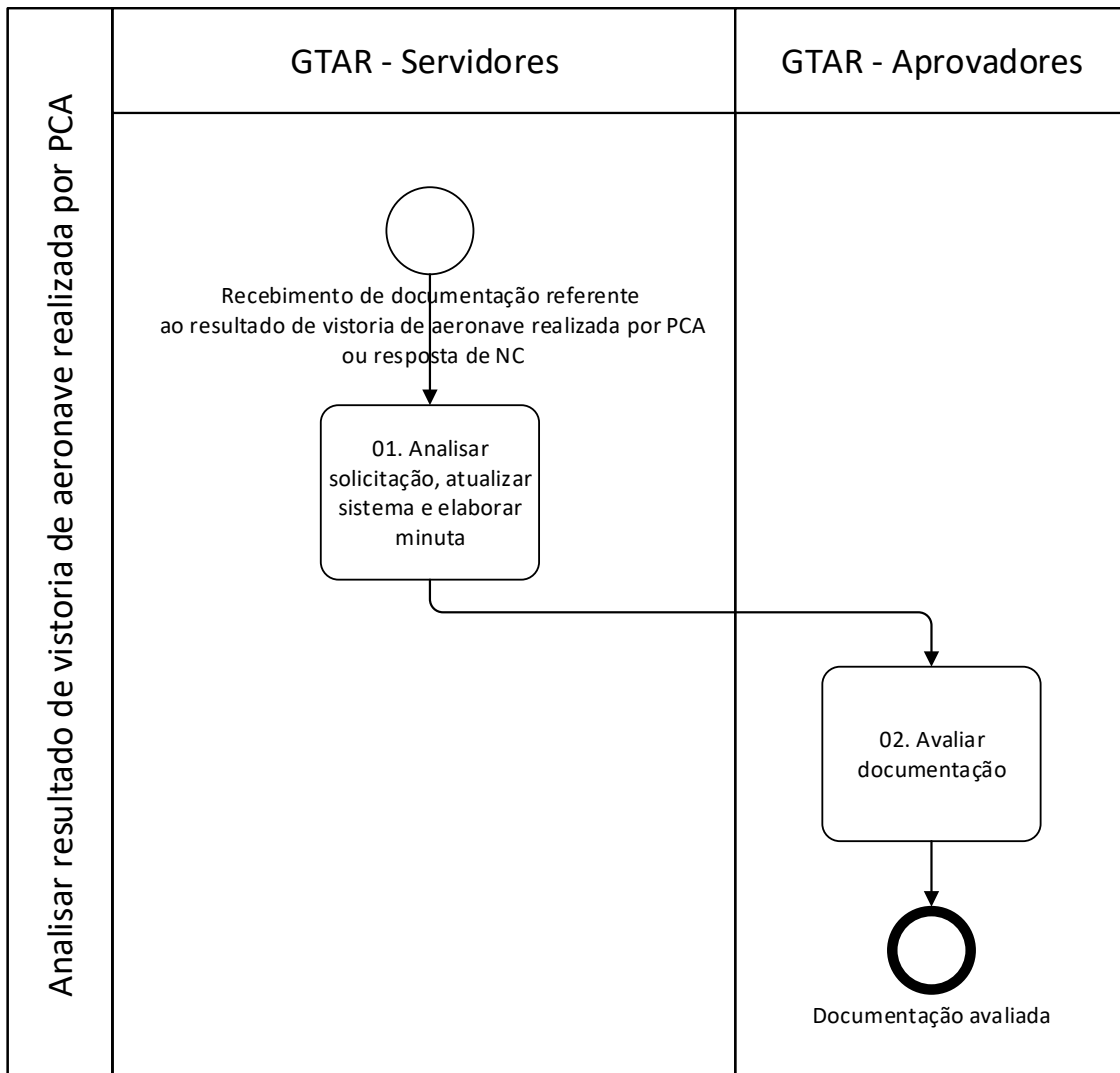 Analisar resultado de vistoria de aeronave realizada por PCA
GTAR - Servidores
GTAR - Aprovadores
Recebimento de documentação referente
ao resultado de vistoria de aeronave realizada por PCA
ou resposta de NC
01. Analisar
solicitação, atualizar
sistema e elaborar
minuta
02. Avaliar
documentação
Documentação avaliada